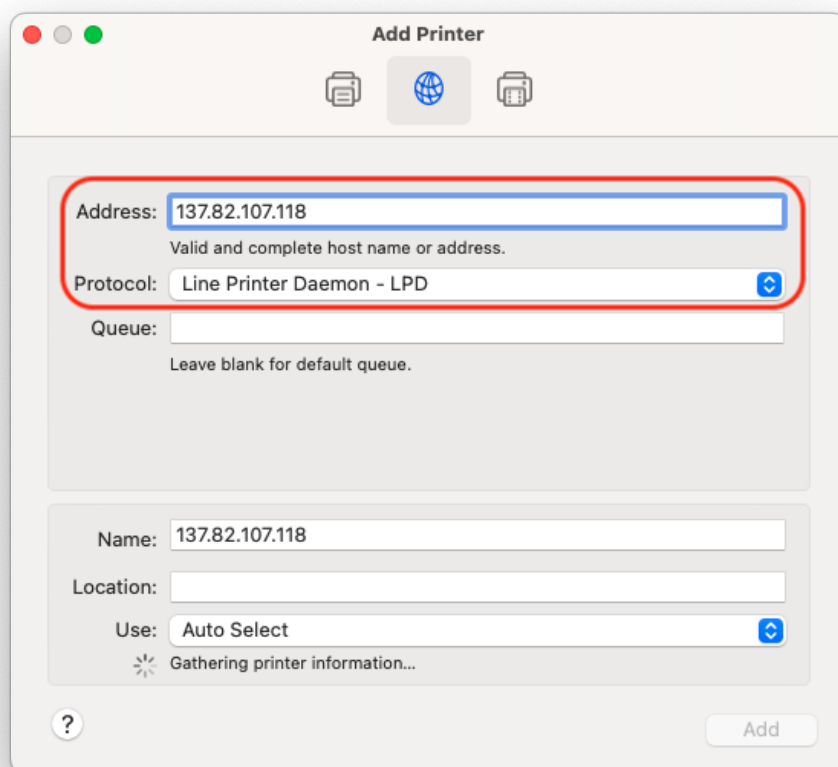 Add Printer
Address: 137.82.107.118
Valid and complete host name or address.
Protocol: Line Printer Daemon - LPD
Queue:
Leave blank for default queue.
Name: 137.82.107.118
Location:
Use: Auto Select
Gathering printer information...
? Add